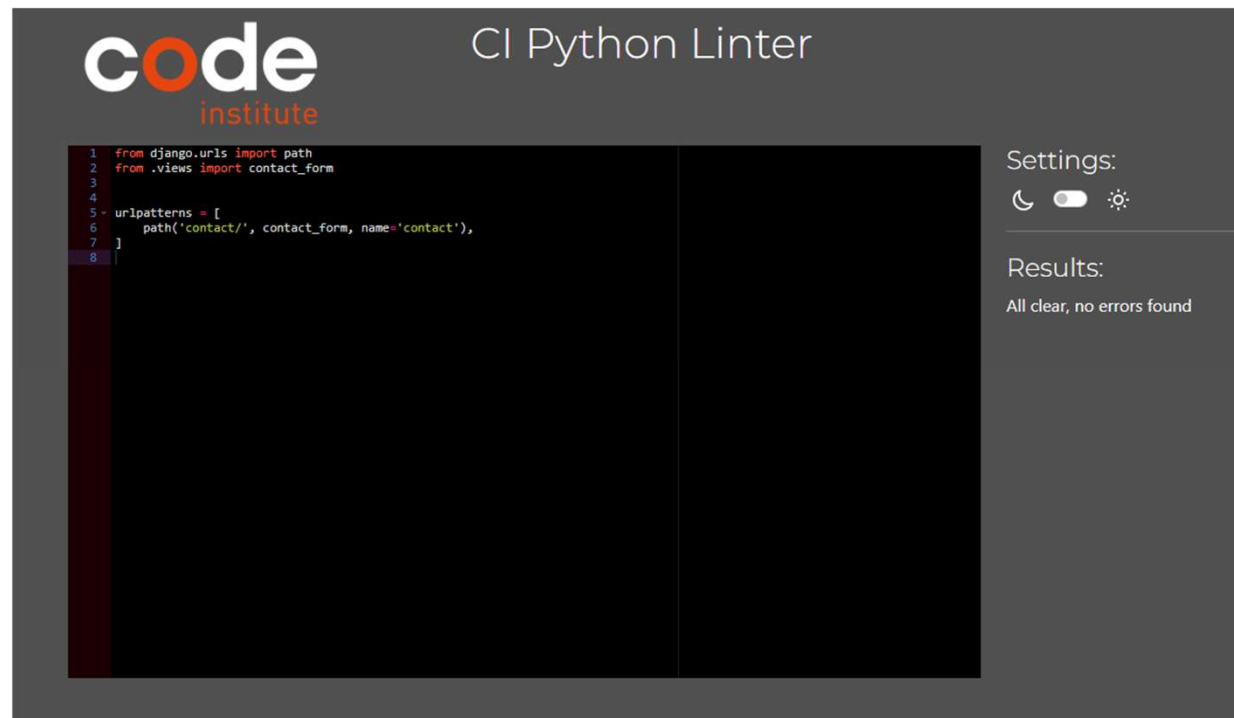 code
institute
CI Python Linter
1 from django.urls import path
2 from .views import contact_form
3
4
5 urlpatterns = [
6     path('contact/', contact_form, name='contact'),
7 ]
8
Settings:
Results:
All clear, no errors found